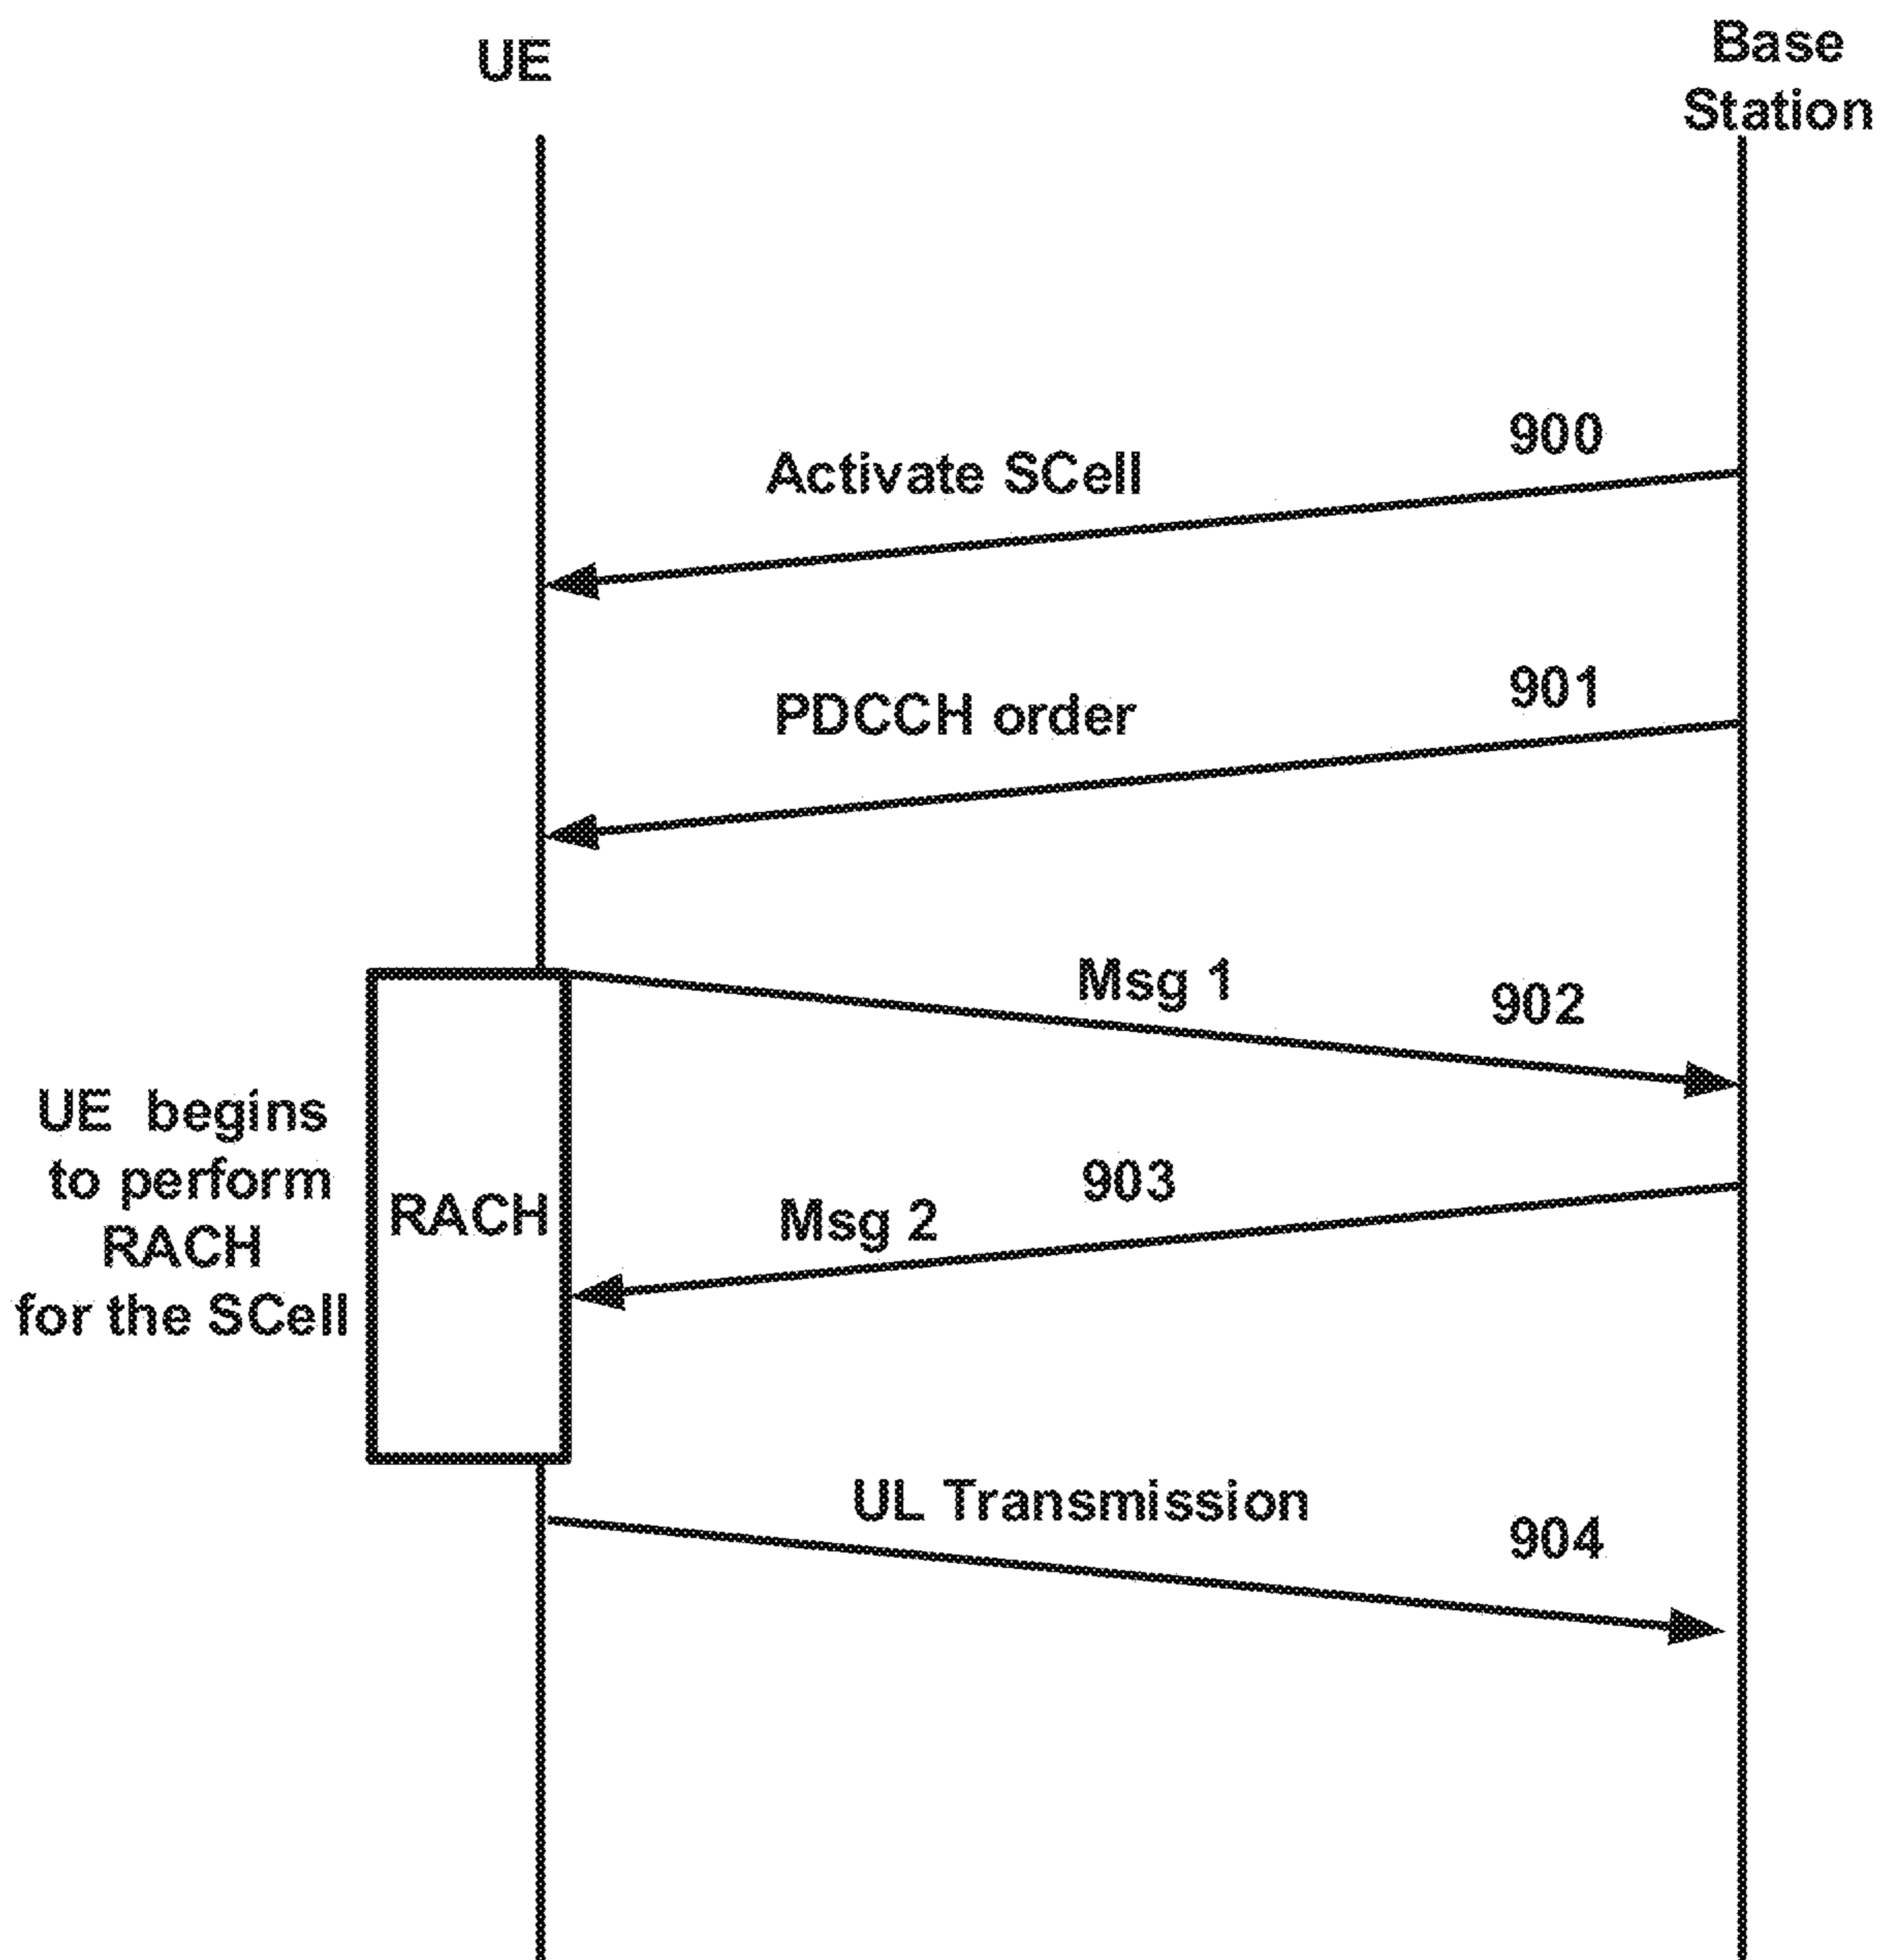 UE
Base
Station
900
Activate SCell
901
PDCCH order
Msg 1
902
UE begins
to perform
RACH
for the SCell
RACH
903
Msg 2
UL Transmission
904